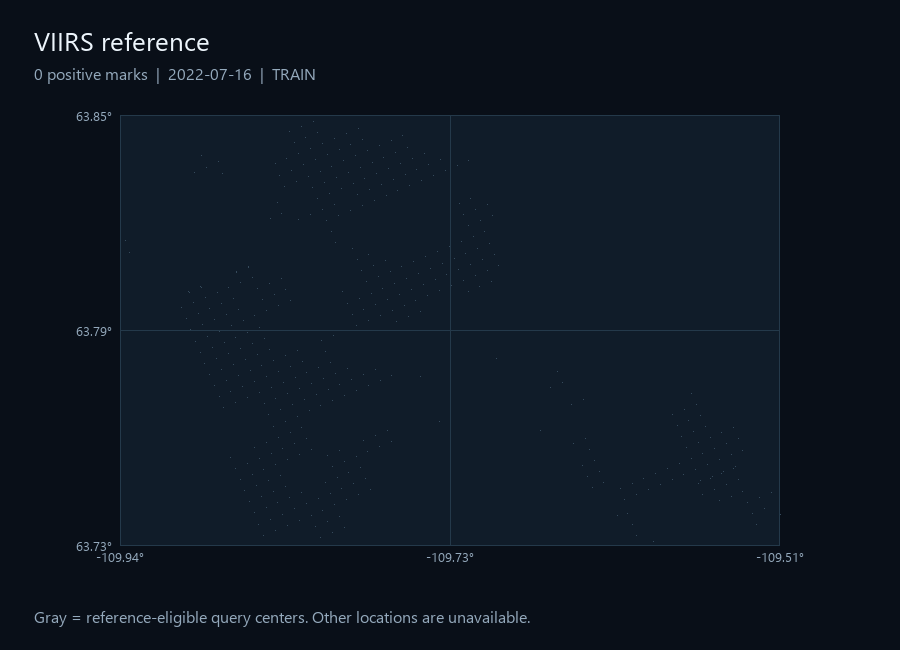 VIIRS reference
0 positive marks | 2022-07-16 | TRAIN
63.85°
63.79°
63.73°
-109.94°
-109.73°
-109.51°
Gray = reference-eligible query centers. Other locations are unavailable.